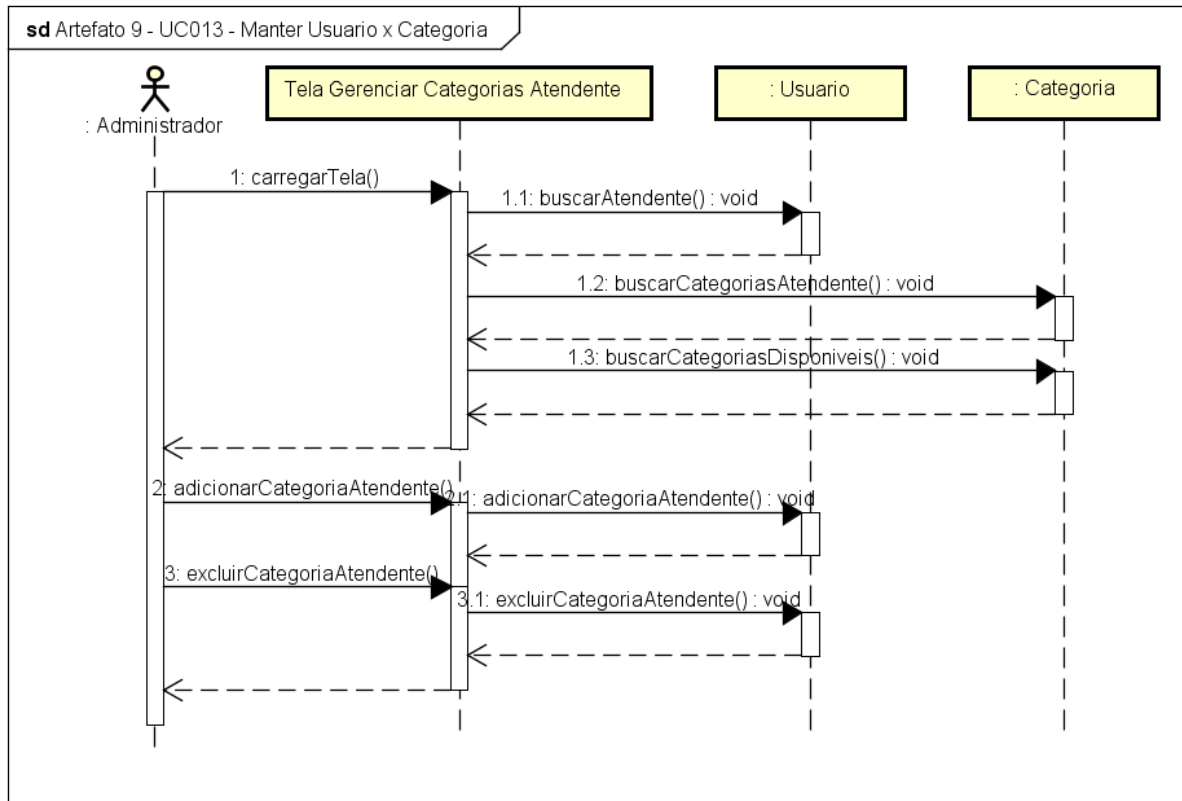 sd Artefato 9 - UC013 - Manter Usuario x Categoria
: Administrador
Tela Gerenciar Categorias Atendente
: Usuario
: Categoria
1: carregarTela()
1.1: buscarAtendente() : void
1.2: buscarCategoriasAtendente() : void
1.3: buscarCategoriasDisponiveis() : void
2: adicionarCategoriaAtendente()
2.1: adicionarCategoriaAtendente() : void
3: excluirCategoriaAtendente()
3.1: excluirCategoriaAtendente() : void